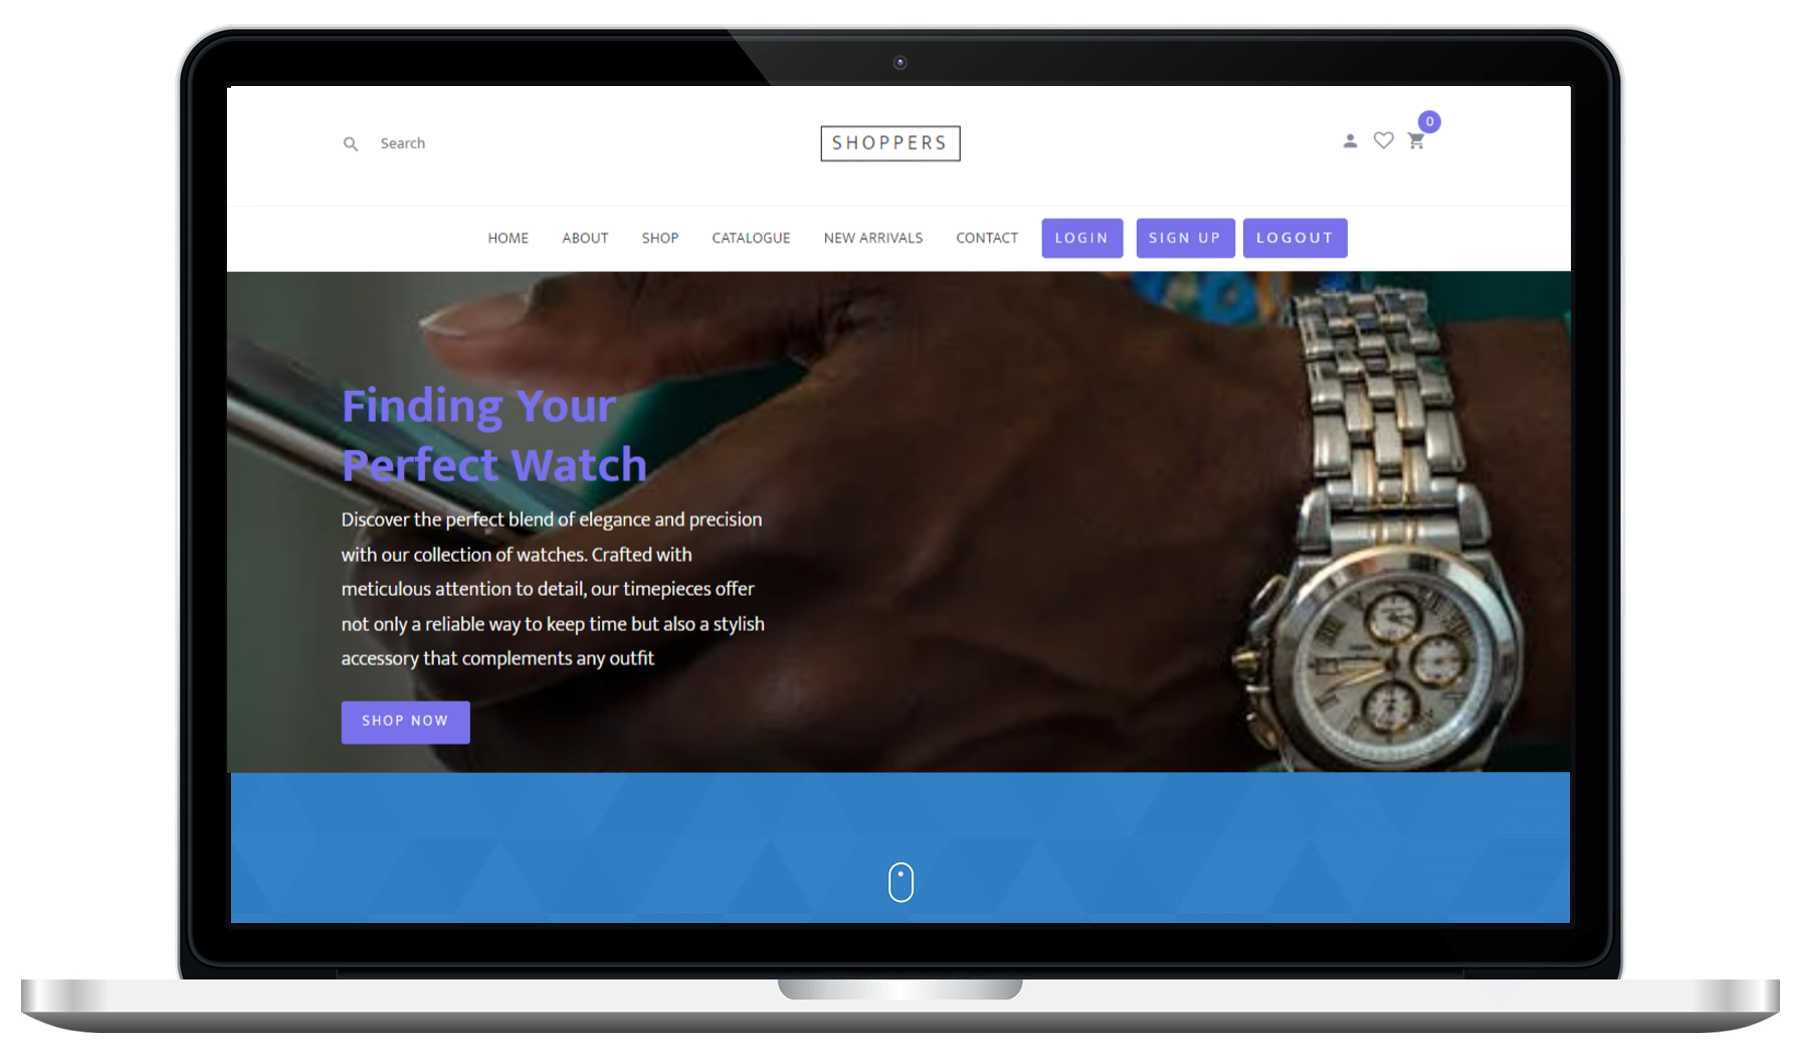 Search
SHOPPERS
0
HOME ABOUT SHOP CATALOGUE NEW ARRIVALS CONTACT LOGIN SIGN UP LOGOUT
Finding Your
Perfect Watch
Discover the perfect blend of elegance and precision
with our collection of watches. Crafted with
meticulous attention to detail, our timepieces offer
not only a reliable way to keep time but also a stylish
accessory that complements any outfit
SHOP NOW